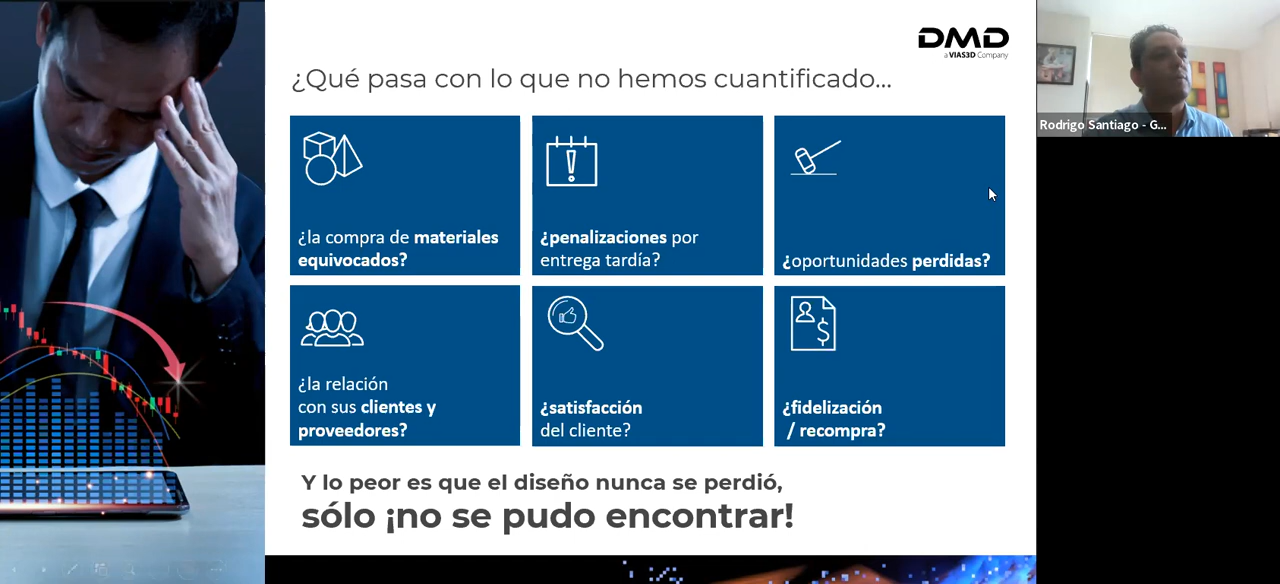 DMD
a VIAS3D Company
¿Qué pasa con lo que no hemos cuantificado...
¿la compra de materiales
equivocados?
¿penalizaciones por
entrega tardía?
¿oportunidades perdidas?
¿la relación
con sus clientes y
proveedores?
¿satisfacción
del cliente?
¿fidelización
/ recompra?
Y lo peor es que el diseño nunca se perdió,
sólo ¡no se pudo encontrar!
Rodrigo Santiago - G...